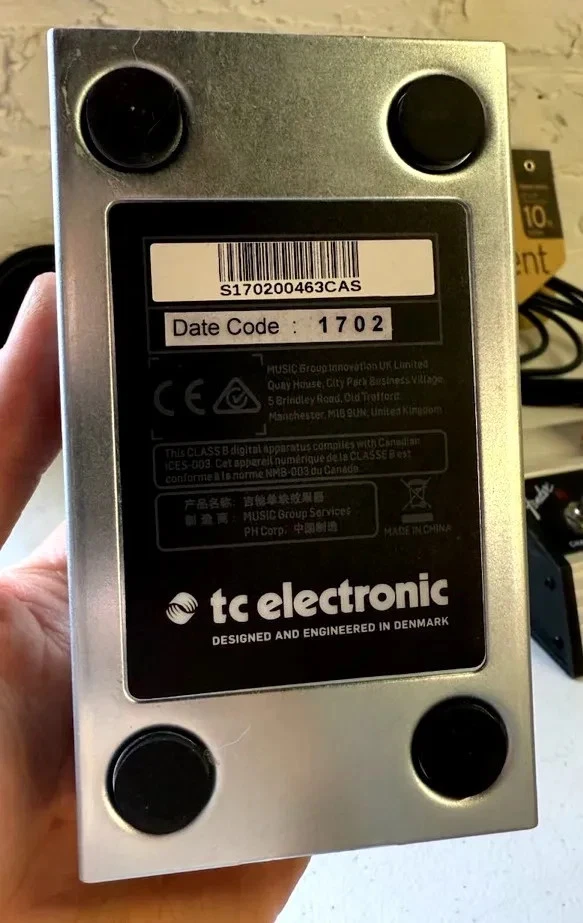 S170200463CAS
Date Code : 1702
CE
MUSIC Group Innovation UK Limited
Quay House, City Park Business Village,
5 Brindley Road, Old Trafford,
Manchester, M16 9UN, United Kingdom
This CLASS B digital apparatus complies with Canadian
ICES-003. Cet appareil numérique de la CLASSE B est
conforme à la norme NMB-003 du Canada.
产品名称: 吉他单块效果器
制造商: MUSIC Group Services
PH Corp. 中国制造
MADE IN CHINA
tc electronic
DESIGNED AND ENGINEERED IN DENMARK
10
ent
Fender